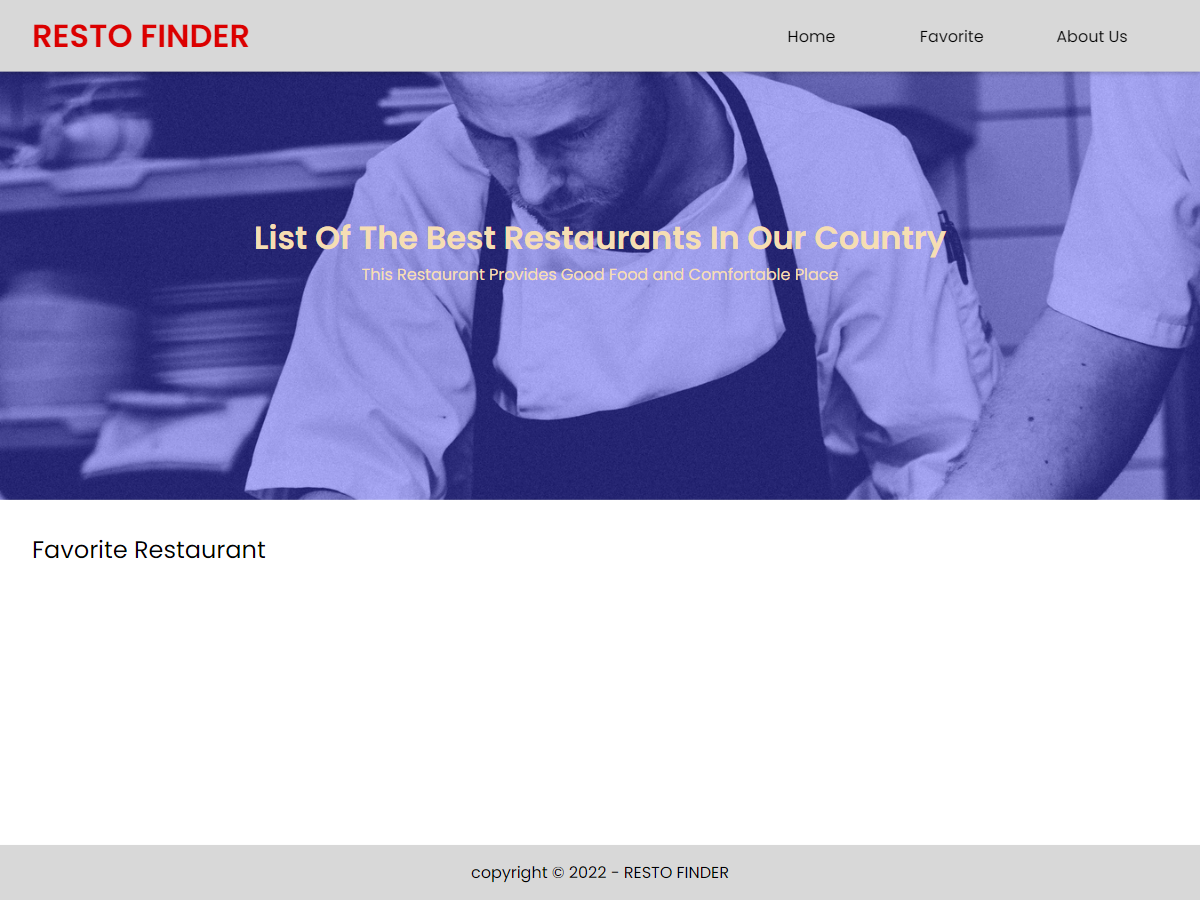 RESTO FINDER
Home
Favorite
About Us
List Of The Best Restaurants In Our Country
This Restaurant Provides Good Food and Comfortable Place
Favorite Restaurant
copyright © 2022 - RESTO FINDER